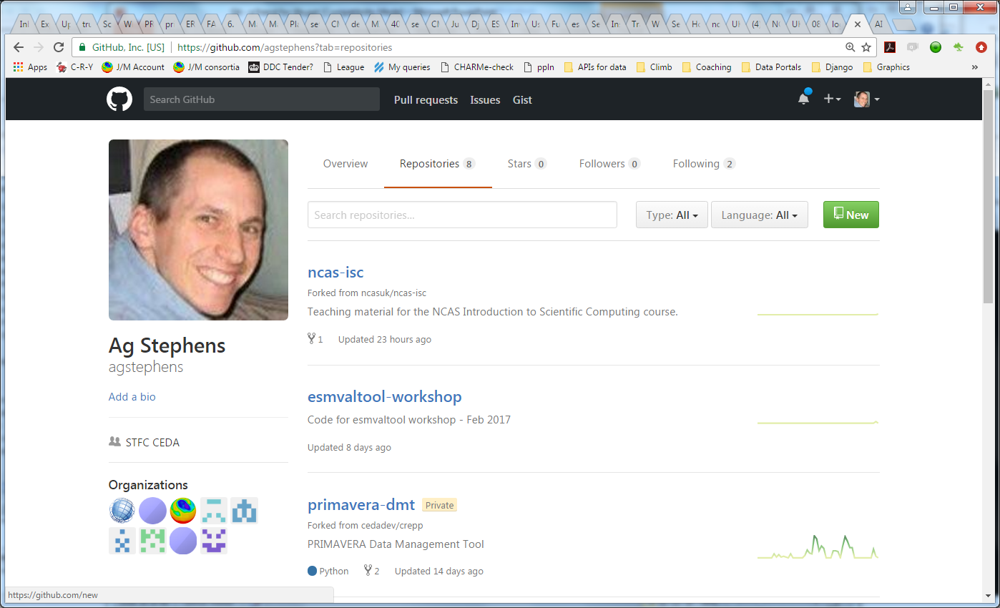 Inl
Ex
Up
tru
Sc
W
PR
pr
ER
FA
6.
M
M
Pla
se
Cl
de
M
40
se
Cl
Ju
Dj
ES
In
Us
Fu
es
Se
In
Tr
W
Se
Ho
nc
UI
(4
N
UI
08
lo
AI
GitHub, Inc. [US]
https://github.com/agstephens?tab=repositories
Apps
C-R-Y
J/M Account
J/M consortia
DDC Tender?
League
My queries
CHARMe-check
ppln
APIs for data
Climb
Coaching
Data Portals
Django
Graphics
»
Search GitHub
Pull requests
Issues
Gist
Overview
Repositories 8
Stars 0
Followers 0
Following 2
Search repositories...
Type: All
Language: All
New
ncas-isc
Forked from ncasuk/ncas-isc
Teaching material for the NCAS Introduction to Scientific Computing course.
1 Updated 23 hours ago
Ag Stephens
agstephens
Add a bio
STFC CEDA
Organizations
esmvaltool-workshop
Code for esmvaltool workshop - Feb 2017
Updated 8 days ago
primavera-dmt Private
Forked from cedadev/crepp
PRIMAVERA Data Management Tool
Python 2 Updated 14 days ago
https://github.com/new